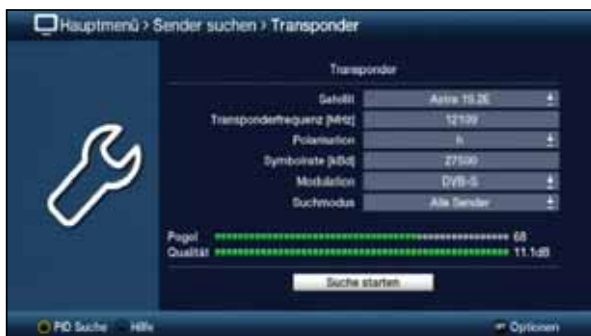 Hauptmenü > Sender suchen > Transponder
Transponder
Satellit Astra 19.2E
Transponderfrequenz [MHz] 12109
Polarisation h
Symbolrate [kBd] 27500
Modulation DVB-S
Suchmodus Alle Sender
Pegel 68
Qualität 11.1dB
Suche starten
PID Suche Hilfe Optionen